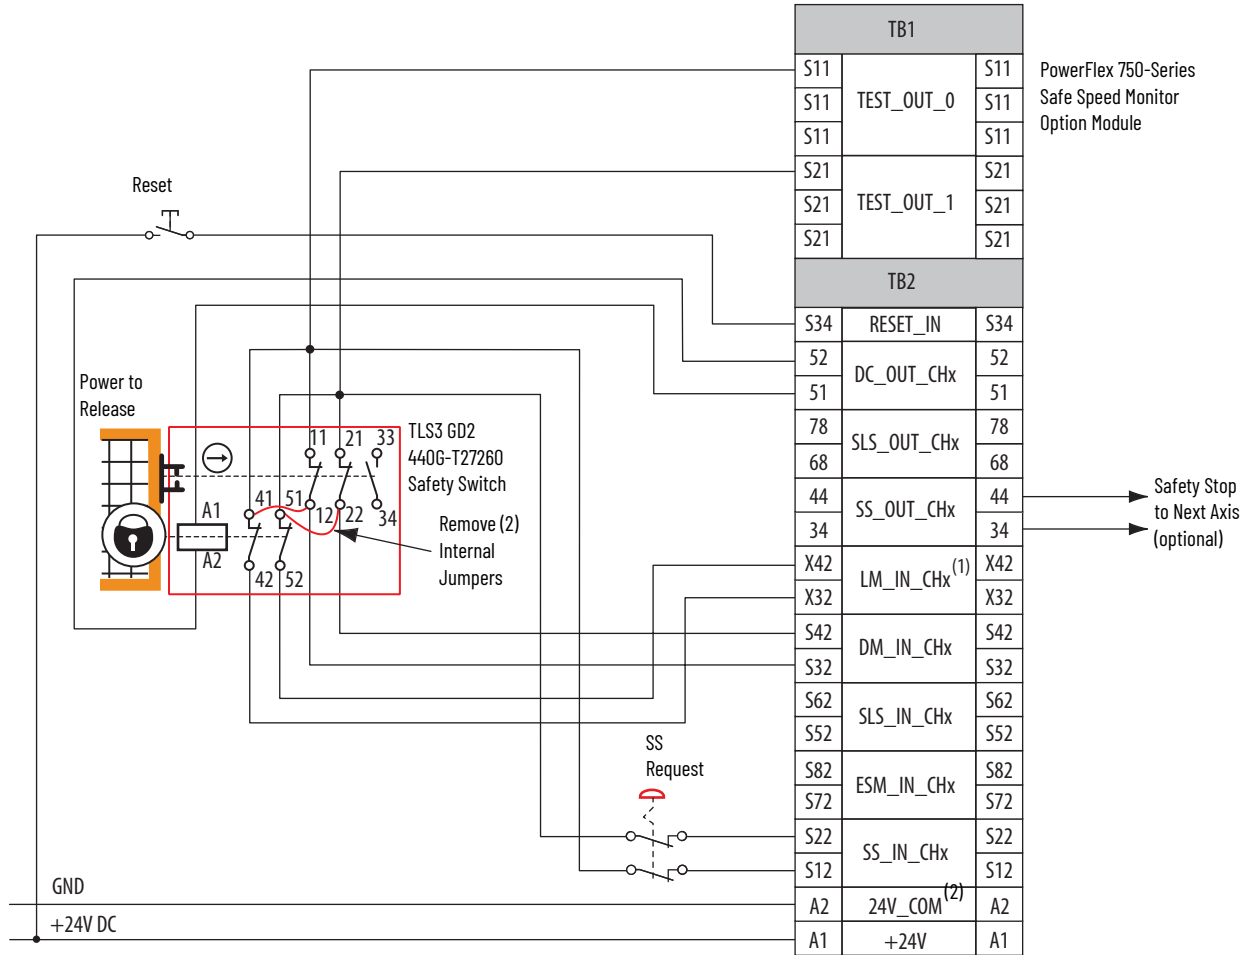 TB1
S11
TEST_OUT_0
S11
S11
S11
S11
S11
S21
TEST_OUT_1
S21
S21
S21
S21
S21
PowerFlex 750-Series
Safe Speed Monitor
Option Module
Reset
TB2
S34 RESET_IN S34
52
DC_OUT_CHx
52
51
51
78
SLS_OUT_CHx
78
68
68
44
SS_OUT_CHx
44
34
34
Safety Stop
to Next Axis
(optional)
X42
LM_IN_CHx(1)
X42
X32
X32
S42
DM_IN_CHx
S42
S32
S32
S62
SLS_IN_CHx
S62
S52
S52
S82
ESM_IN_CHx
S82
S72
S72
S22
SS_IN_CHx
S22
S12
S12
A2 24V_COM(2) A2
A1 +24V A1
Power to
Release
11 21 33
TLS3 GD2
440G-T27260
Safety Switch
41 51
12 22 34
A1
A2
42 52
Remove (2)
Internal
Jumpers
SS
Request
GND
+24V DC